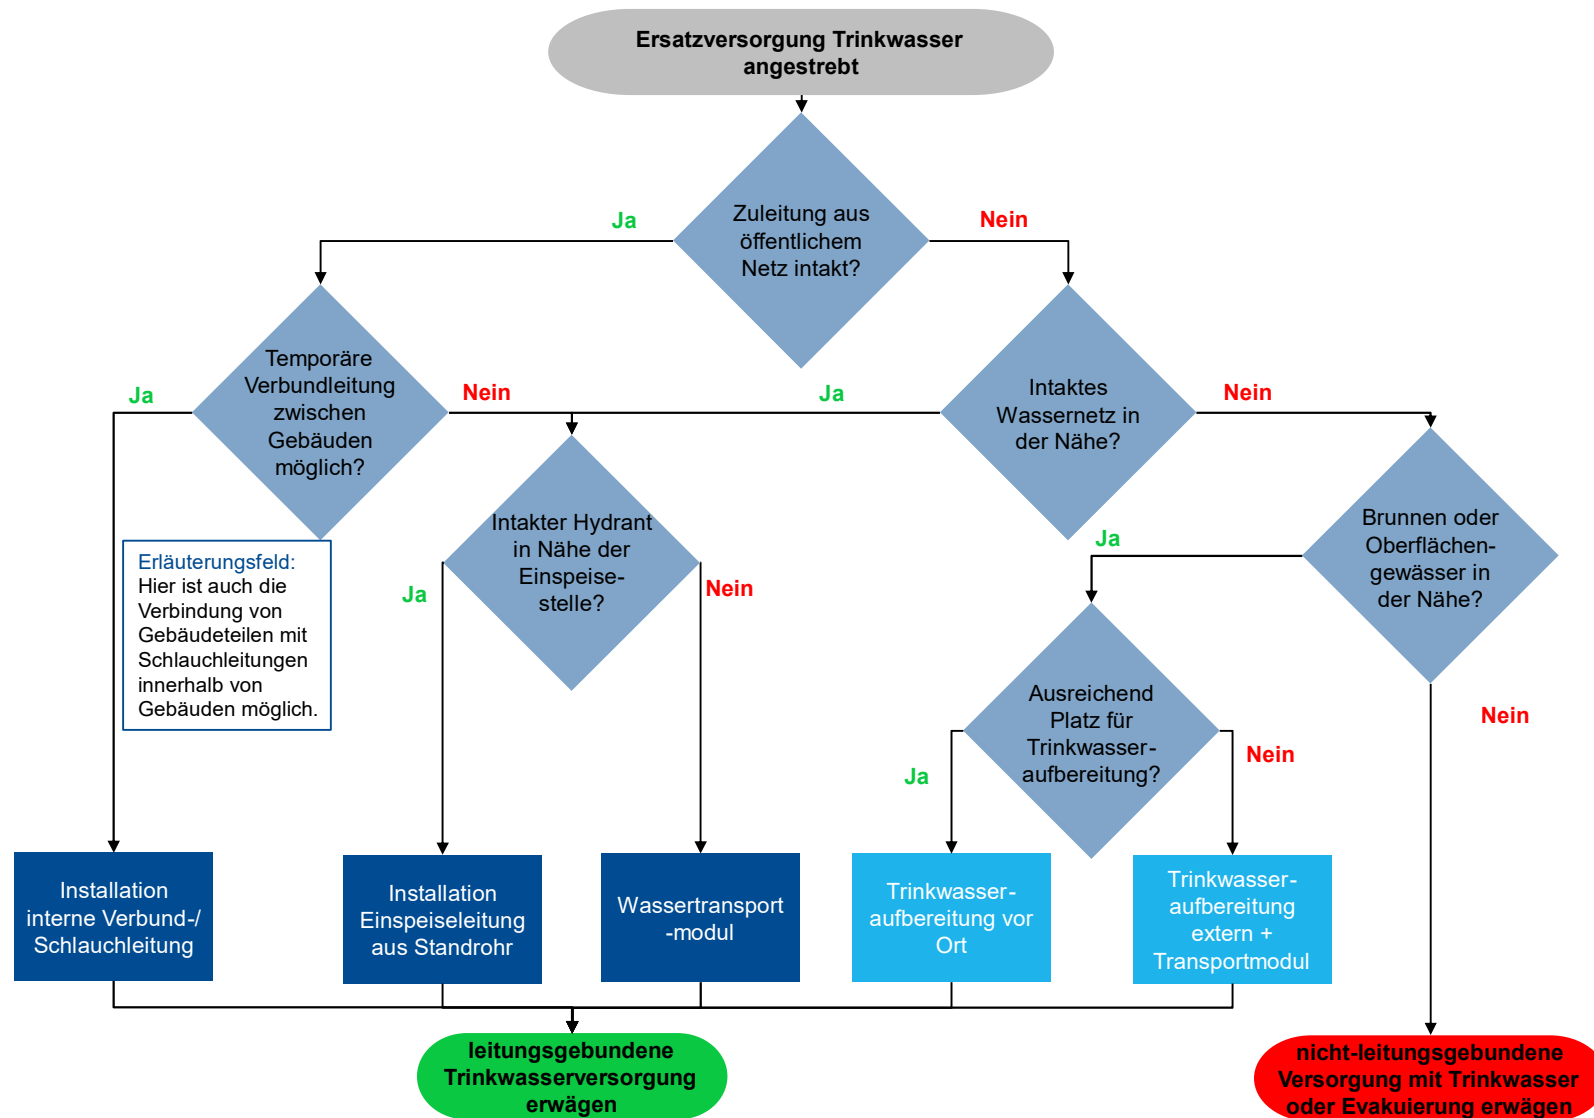 Ersatzversorgung Trinkwasser
angestrebt
Zuleitung aus
öffentlichem
Netz intakt?
Ja
Nein
Temporäre
Verbundleitung
zwischen
Gebäuden
möglich?
Ja
Nein
Intaktes
Wassernetz in
der Nähe?
Ja
Nein
Intakter Hydrant
in Nähe der
Einspeise-
stelle?
Ja
Nein
Brunnen oder
Oberflächen-
gewässer in
der Nähe?
Ja
Nein
Erläuterungsfeld:
Hier ist auch die
Verbindung von
Gebäudeteilen mit
Schlauchleitungen
innerhalb von
Gebäuden möglich.
Ausreichend
Platz für
Trinkwasser-
aufbereitung?
Ja
Nein
Installation
interne Verbund-/
Schlauchleitung
Installation
Einspeiseleitung
aus Standrohr
Wassertransport
-modul
Trinkwasser-
aufbereitung vor
Ort
Trinkwasser-
aufbereitung
extern +
Transportmodul
leitungsgebundene
Trinkwasserversorgung
erwägen
nicht-leitungsgebundene
Versorgung mit Trinkwasser
oder Evakuierung erwägen